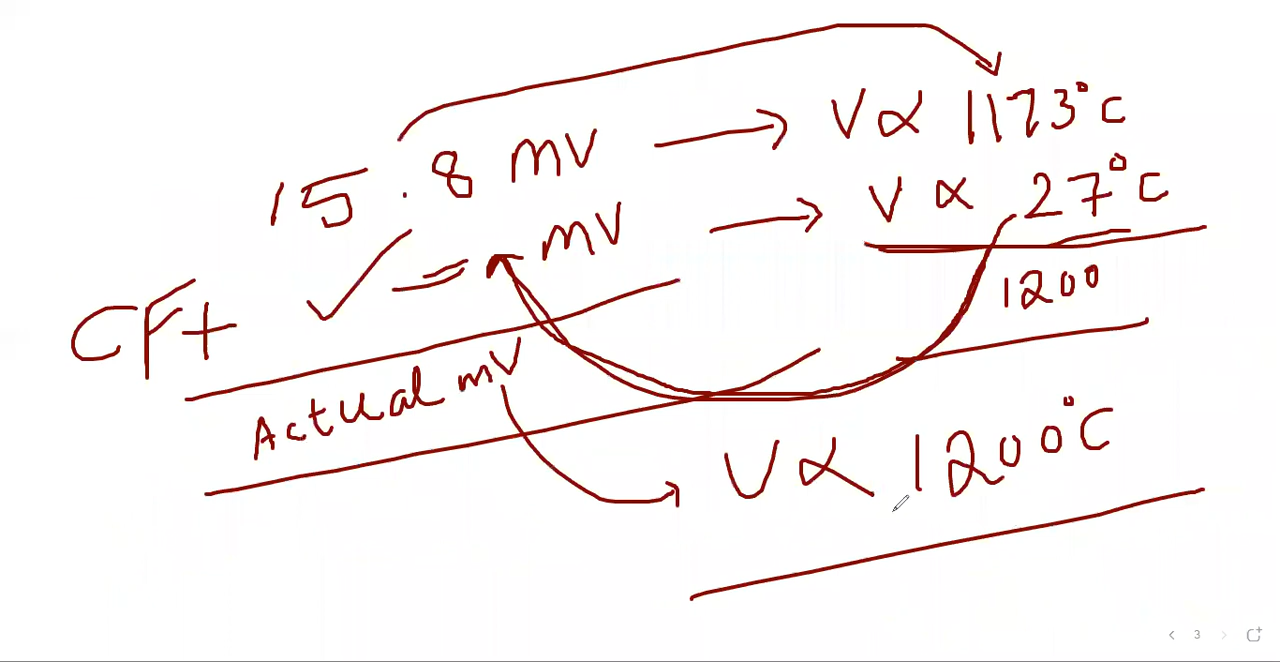 15.8 mV → V ∝ 1173°C
CF+ = mV → V ∝ 27°C
1200
Actual mV
V ∝ 1200°C
3